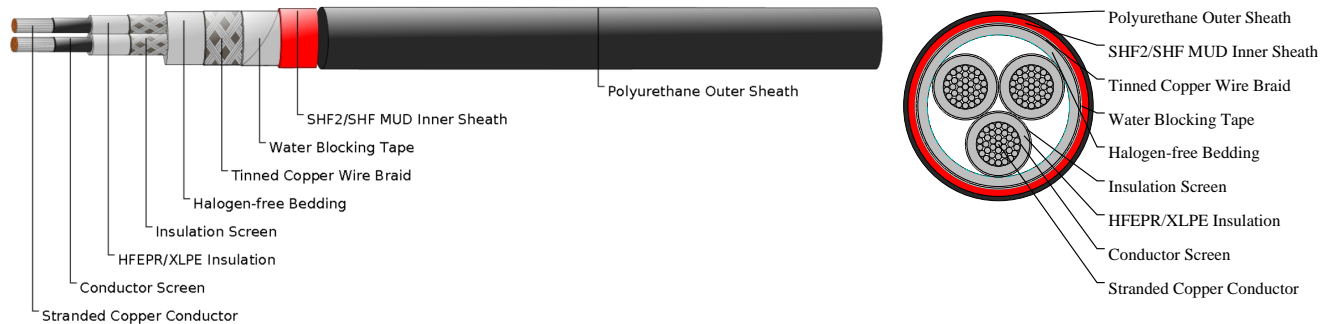 Polyurethane Outer Sheath
SHF2/SHF MUD Inner Sheath
Water Blocking Tape
Tinned Copper Wire Braid
Halogen-free Bedding
Insulation Screen
HFEPR/XLPE Insulation
Conductor Screen
Stranded Copper Conductor
Polyurethane Outer Sheath
SHF2/SHF MUD Inner Sheath
Tinned Copper Wire Braid
Water Blocking Tape
Halogen-free Bedding
Insulation Screen
HFEPR/XLPE Insulation
Conductor Screen
Stranded Copper Conductor